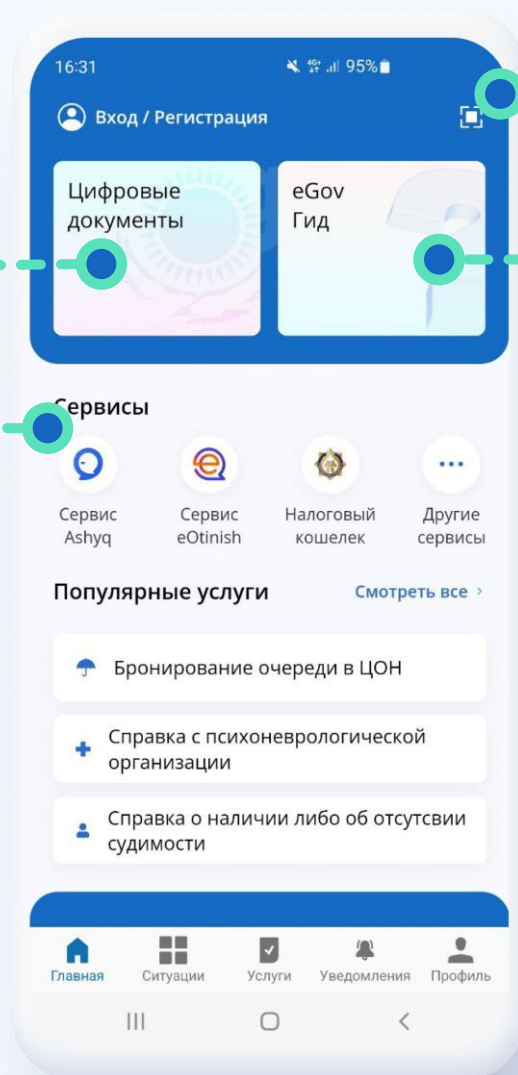 16:31 4G+ 95%
Вход / Регистрация
Цифровые
документы
eGov
Гид
Сервисы
Сервис
Ashyq
Сервис
eOtinish
Налоговый
кошелек
Другие
сервисы
Популярные услуги
Смотреть все >
Бронирование очереди в ЦОН
Справка с психоневрологической
организации
Справка о наличии либо об отсутсвии
судимости
Главная
Ситуации
Услуги
Уведомления
Профиль